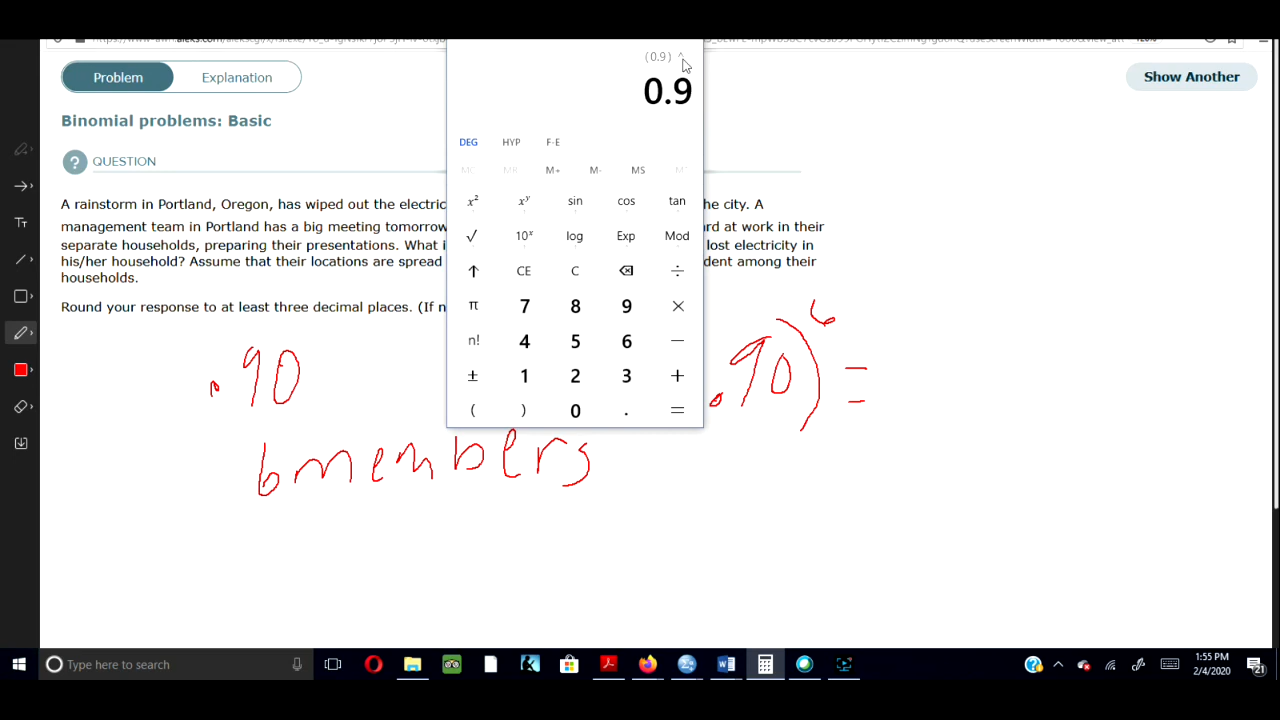 Problem
Explanation
Show Another
Binomial problems: Basic
QUESTION
A rainstorm in Portland, Oregon, has wiped out the electric the city. A
management team in Portland has a big meeting tomorrow ard at work in their
separate households, preparing their presentations. What i lost electricity in
his/her household? Assume that their locations are spread dent among their
households.
Round your response to at least three decimal places. (If n
(0.9) ^
0.9
DEG HYP F-E
M+ M- MS
x² xʸ sin cos tan
√ 10ˣ log Exp Mod
↑ CE C ÷
π 7 8 9 ×
n! 4 5 6 −
± 1 2 3 +
( ) 0 . =
.90 .90)⁶ =
6 members
Type here to search
1:55 PM
2/4/2020
21